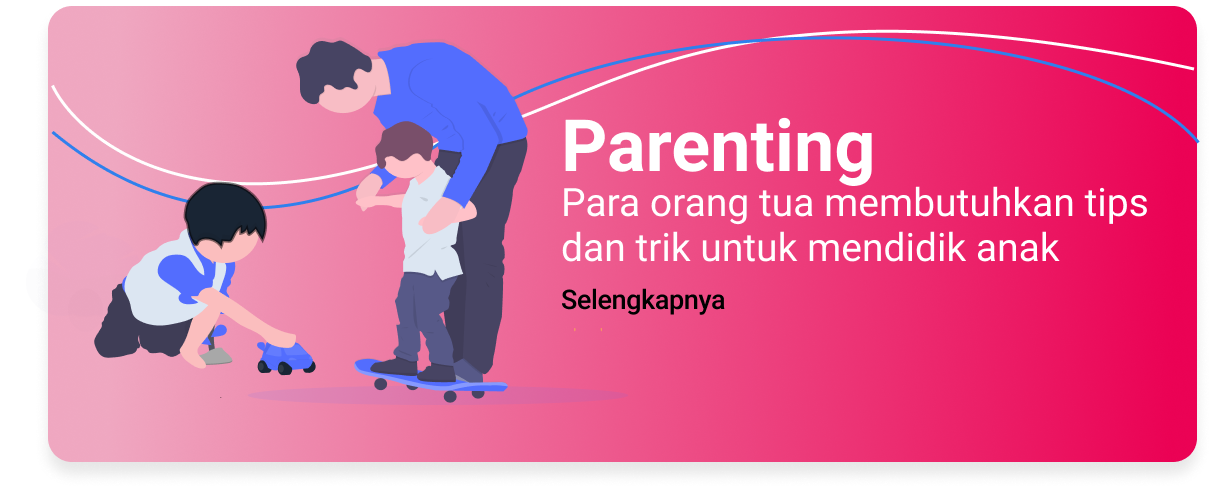 Parenting
Para orang tua membutuhkan tips
dan trik untuk mendidik anak
Selengkapnya